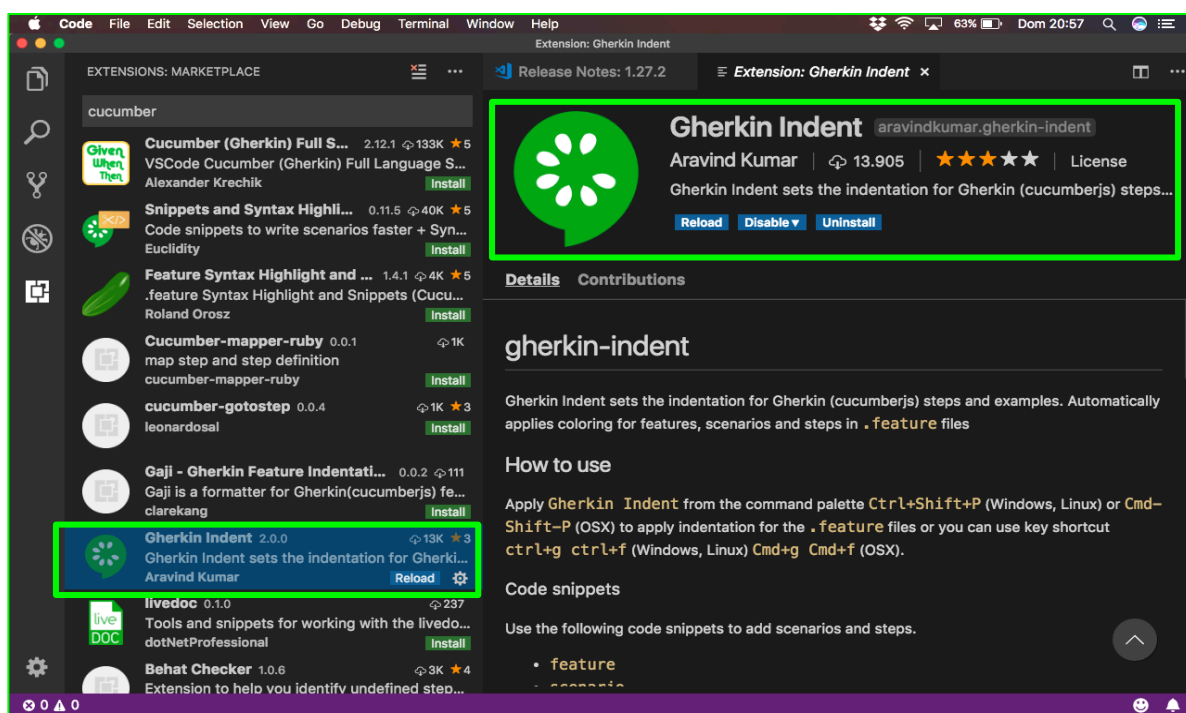 Code File Edit Selection View Go Debug Terminal Window Help 63% Dom 20:57
Extension: Gherkin Indent
EXTENSIONS: MARKETPLACE
cucumber
Cucumber (Gherkin) Full S... 2.12.1 133K ★5
VSCode Cucumber (Gherkin) Full Language S...
Alexander Krechik Install
Given
When
Then
Snippets and Syntax Highli... 0.11.5 40K ★5
Code snippets to write scenarios faster + Syn...
Euclidity Install
</>
Feature Syntax Highlight and ... 1.4.1 4K ★5
.feature Syntax Highlight and Snippets (Cucu...
Roland Orosz Install
Cucumber-mapper-ruby 0.0.1 1K
map step and step definition
cucumber-mapper-ruby Install
cucumber-gotostep 0.0.4 1K ★3
leonardosal Install
Gaji - Gherkin Feature Indentati... 0.0.2 111
Gaji is a formatter for Gherkin(cucumberjs) fe...
clarekang Install
Gherkin Indent 2.0.0 13K ★3
Gherkin Indent sets the indentation for Gherki...
Aravind Kumar Reload
livedoc 0.1.0 237
Tools and snippets for working with the livedo...
dotNetProfessional Install
live
DOC
Behat Checker 1.0.6 3K ★4
Extension to help you identify undefined step...
Release Notes: 1.27.2 Extension: Gherkin Indent ×
Gherkin Indent aravindkumar.gherkin-indent
Aravind Kumar | 13.905 | ★★★★★ | License
Gherkin Indent sets the indentation for Gherkin (cucumberjs) steps...
Reload Disable▼ Uninstall
Details Contributions
gherkin-indent
Gherkin Indent sets the indentation for Gherkin (cucumberjs) steps and examples. Automatically
applies coloring for features, scenarios and steps in .feature files
How to use
Apply Gherkin Indent from the command palette Ctrl+Shift+P (Windows, Linux) or Cmd-
Shift-P (OSX) to apply indentation for the .feature files or you can use key shortcut
ctrl+g ctrl+f (Windows, Linux) Cmd+g Cmd+f (OSX).
Code snippets
Use the following code snippets to add scenarios and steps.
• feature
• scenario
0 0